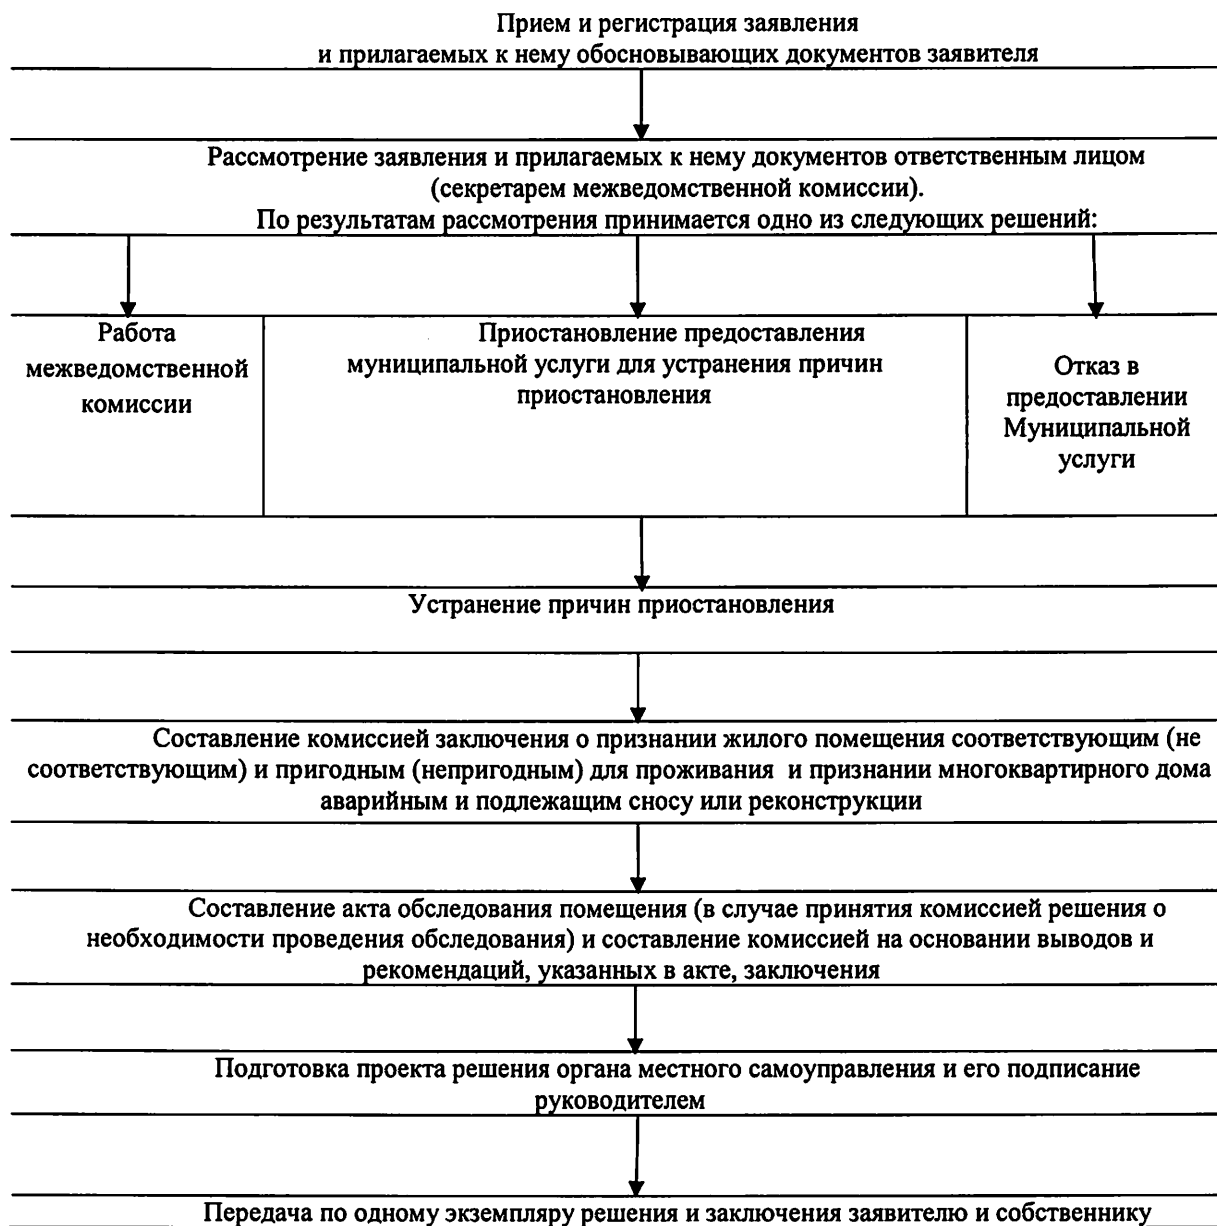 Прием и регистрация заявления
и прилагаемых к нему обосновывающих документов заявителя
Рассмотрение заявления и прилагаемых к нему документов ответственным лицом
(секретарем межведомственной комиссии).
По результатам рассмотрения принимается одно из следующих решений:
Работа
межведомственной
комиссии
Приостановление предоставления
муниципальной услуги для устранения причин
приостановления
Отказ в
предоставлении
Муниципальной
услуги
Устранение причин приостановления
Составление комиссией заключения о признании жилого помещения соответствующим (не
соответствующим) и пригодным (непригодным) для проживания и признании многоквартирного дома
аварийным и подлежащим сносу или реконструкции
Составление акта обследования помещения (в случае принятия комиссией решения о
необходимости проведения обследования) и составление комиссией на основании выводов и
рекомендаций, указанных в акте, заключения
Подготовка проекта решения органа местного самоуправления и его подписание
руководителем
Передача по одному экземпляру решения и заключения заявителю и собственнику